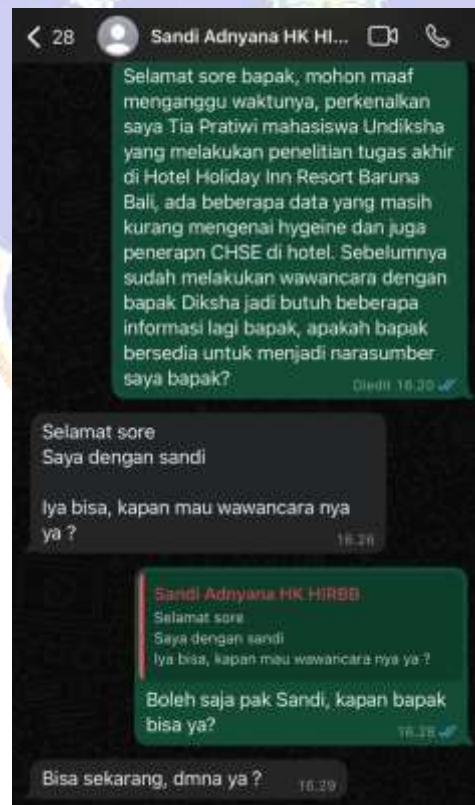 28 Sandi Adnyana HK HI...
Selamat sore bapak, mohon maaf
menganggu waktunya, perkenalkan
saya Tia Pratiwi mahasiswa Undiksha
yang melakukan penelitian tugas akhir
di Hotel Holiday Inn Resort Baruna
Bali, ada beberapa data yang masih
kurang mengenai hygeine dan juga
penerapn CHSE di hotel. Sebelumnya
sudah melakukan wawancara dengan
bapak Diksha jadi butuh beberapa
informasi lagi bapak, apakah bapak
bersedia untuk menjadi narasumber
saya bapak?
Diedit 16.20
Selamat sore
Saya dengan sandi
Iya bisa, kapan mau wawancara nya
ya ?
16.26
Sandi Adnyana HK HIRBB
Selamat sore
Saya dengan sandi
Iya bisa, kapan mau wawancara nya ya ?
Boleh saja pak Sandi, kapan bapak
bisa ya?
16.28
Bisa sekarang, dmna ya ?
16.29